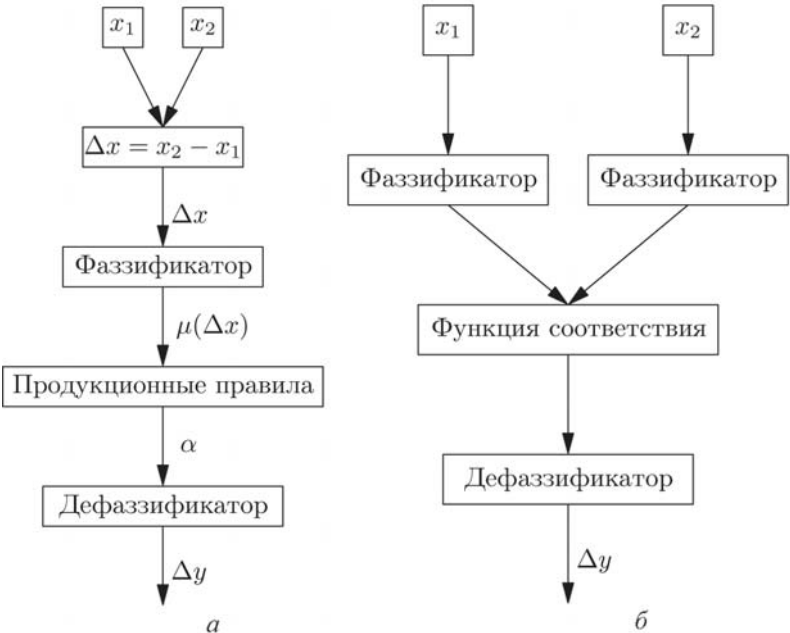 x₁ x₂
Δx = x₂ − x₁
Δx
Фаззификатор
μ(Δx)
Продукционные правила
α
Дефаззификатор
Δy
а
x₁ x₂
Фаззификатор Фаззификатор
Функция соответствия
Дефаззификатор
Δy
б